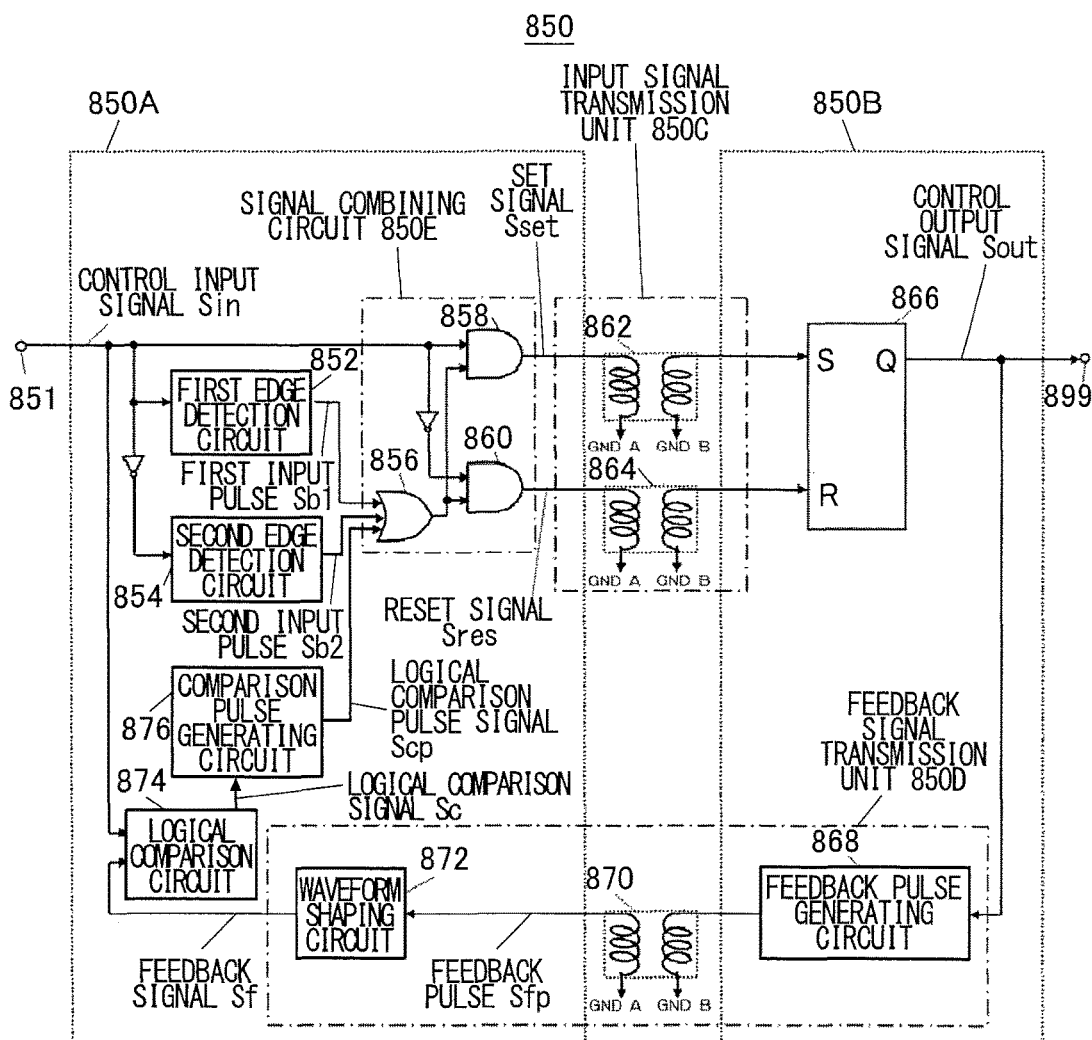 850
850A
INPUT SIGNAL
TRANSMISSION
UNIT 850C
850B
SIGNAL COMBINING
CIRCUIT 850E
SET
SIGNAL
Sset
CONTROL
OUTPUT
SIGNAL Sout
CONTROL INPUT
SIGNAL Sin
858
862
866
851
852
FIRST EDGE
DETECTION
CIRCUIT
S
Q
899
GND A
GND B
FIRST INPUT
PULSE Sb1
856
860
864
R
SECOND EDGE
DETECTION
CIRCUIT
854
GND A
GND B
SECOND INPUT
PULSE Sb2
RESET SIGNAL
Sres
COMPARISON
PULSE
GENERATING
CIRCUIT
876
LOGICAL
COMPARISON
PULSE SIGNAL
Scp
FEEDBACK
SIGNAL
TRANSMISSION
UNIT 850D
874
LOGICAL COMPARISON
SIGNAL Sc
LOGICAL
COMPARISON
CIRCUIT
872
WAVEFORM
SHAPING
CIRCUIT
870
868
FEEDBACK PULSE
GENERATING
CIRCUIT
FEEDBACK
SIGNAL Sf
FEEDBACK
PULSE Sfp
GND A
GND B